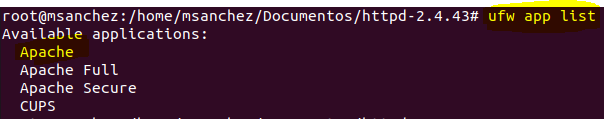 root@msanchez:/home/msanchez/Documentos/httpd-2.4.43# ufw app list
Available applications:
  Apache
  Apache Full
  Apache Secure
  CUPS